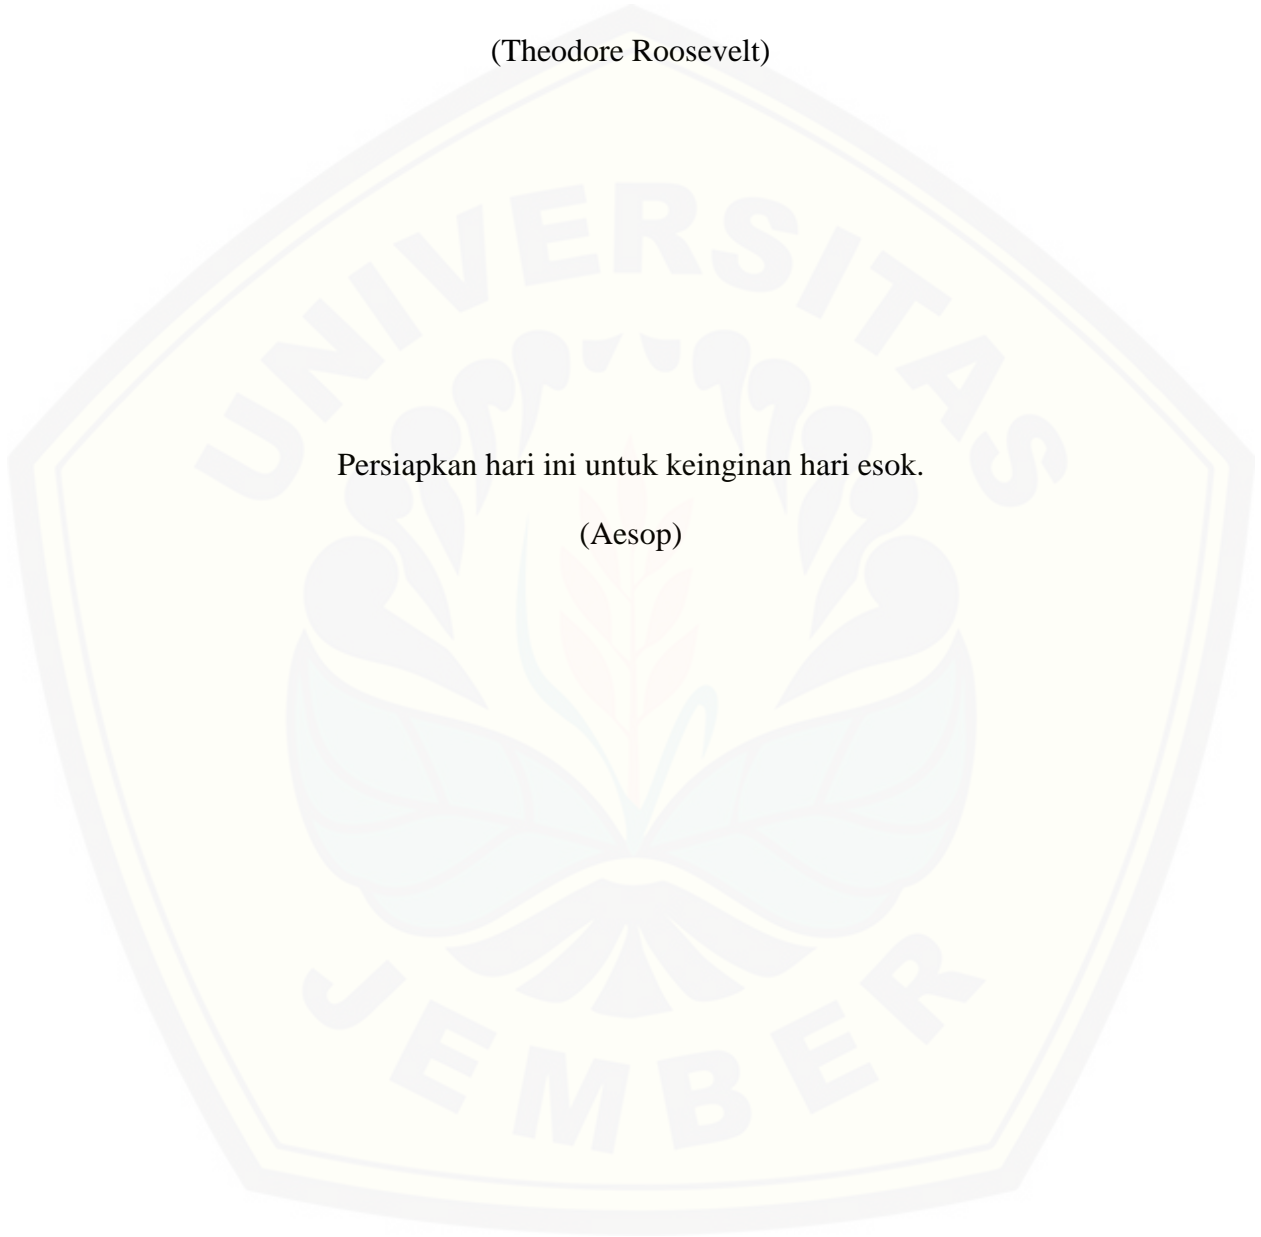 (Theodore Roosevelt)
UNIVERSITAS
Persiapkan hari ini untuk keinginan hari esok.
(Aesop)
JEMBER